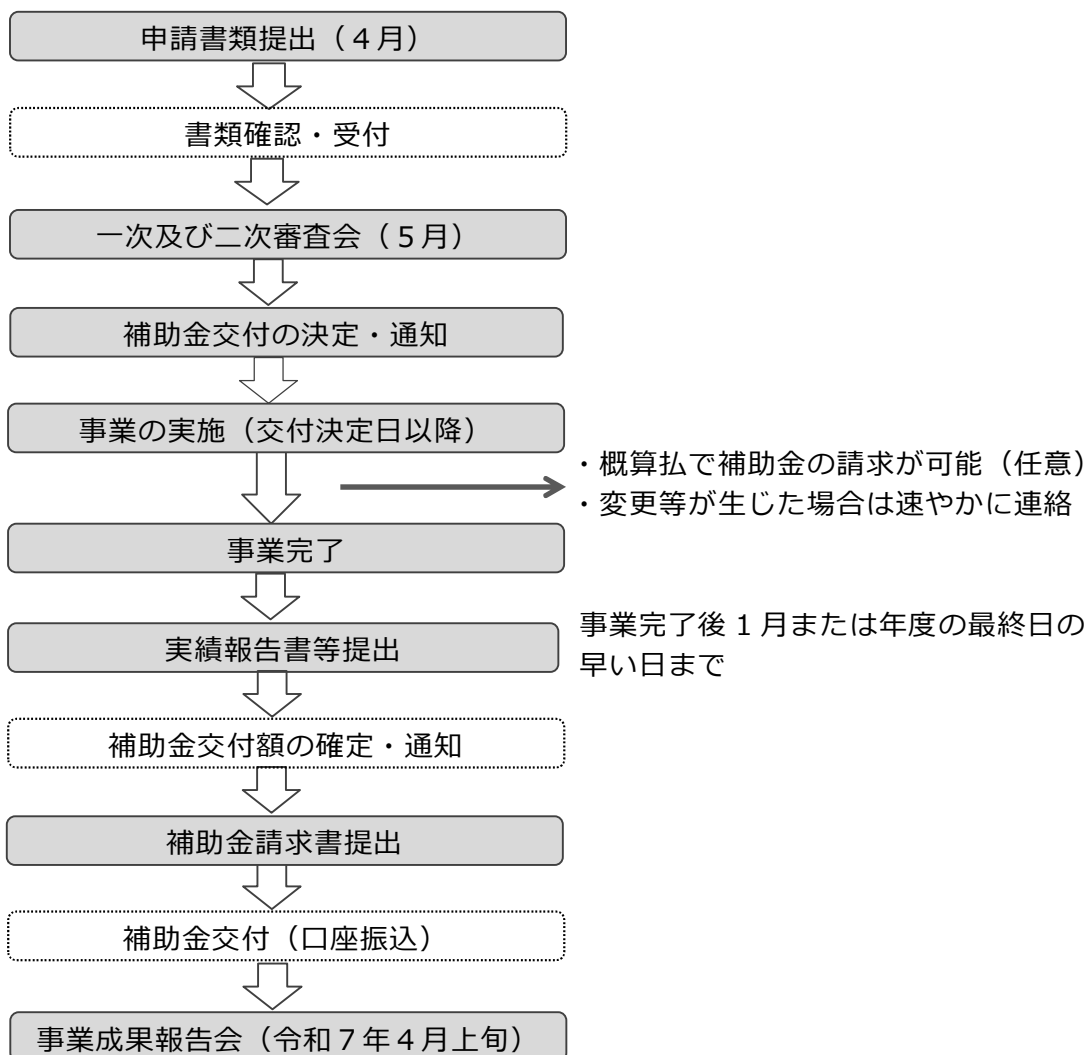 申請書類提出（４月）
書類確認・受付
一次及び二次審査会（５月）
補助金交付の決定・通知
事業の実施（交付決定日以降）
・概算払で補助金の請求が可能（任意）
・変更等が生じた場合は速やかに連絡
事業完了
実績報告書等提出
事業完了後１月または年度の最終日の
早い日まで
補助金交付額の確定・通知
補助金請求書提出
補助金交付（口座振込）
事業成果報告会（令和７年４月上旬）